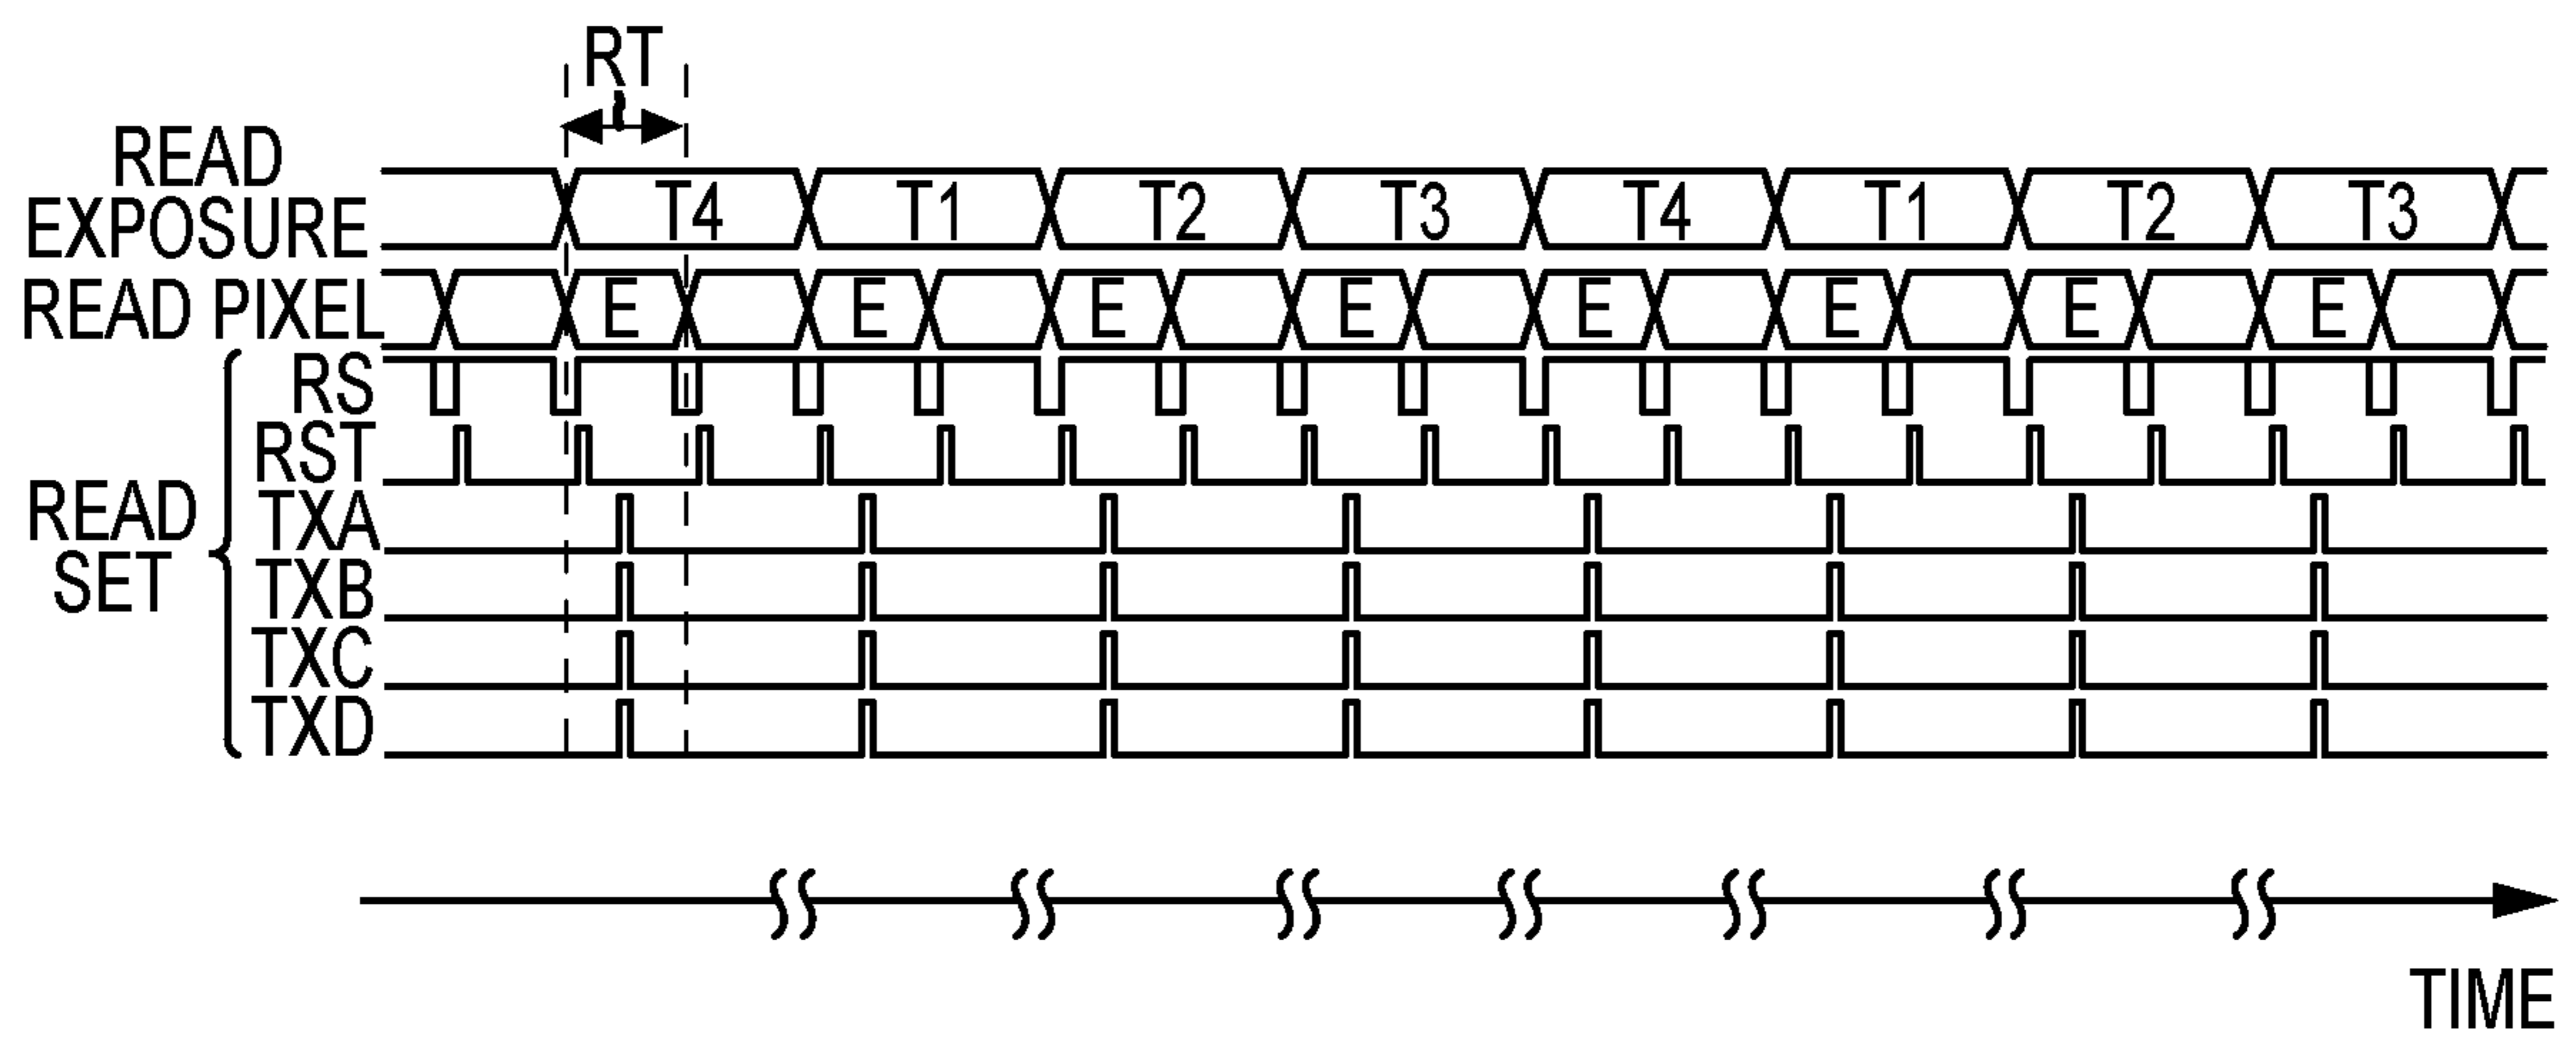 RT
READ
EXPOSURE T4 T1 T2 T3 T4 T1 T2 T3
READ PIXEL E E E E E E E E
READ
SET
RS
RST
TXA
TXB
TXC
TXD
TIME